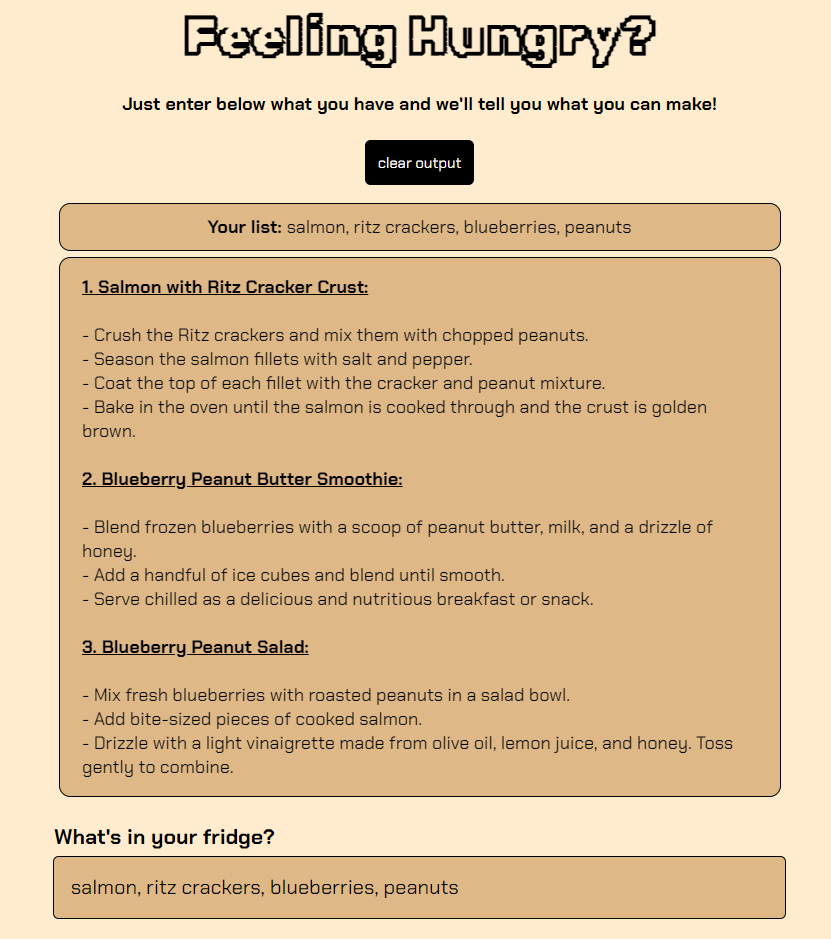 Feeling Hungry?
Just enter below what you have and we'll tell you what you can make!
clear output
Your list: salmon, ritz crackers, blueberries, peanuts
1. Salmon with Ritz Cracker Crust:
- Crush the Ritz crackers and mix them with chopped peanuts.
- Season the salmon fillets with salt and pepper.
- Coat the top of each fillet with the cracker and peanut mixture.
- Bake in the oven until the salmon is cooked through and the crust is golden
brown.
2. Blueberry Peanut Butter Smoothie:
- Blend frozen blueberries with a scoop of peanut butter, milk, and a drizzle of
honey.
- Add a handful of ice cubes and blend until smooth.
- Serve chilled as a delicious and nutritious breakfast or snack.
3. Blueberry Peanut Salad:
- Mix fresh blueberries with roasted peanuts in a salad bowl.
- Add bite-sized pieces of cooked salmon.
- Drizzle with a light vinaigrette made from olive oil, lemon juice, and honey. Toss
gently to combine.
What's in your fridge?
salmon, ritz crackers, blueberries, peanuts